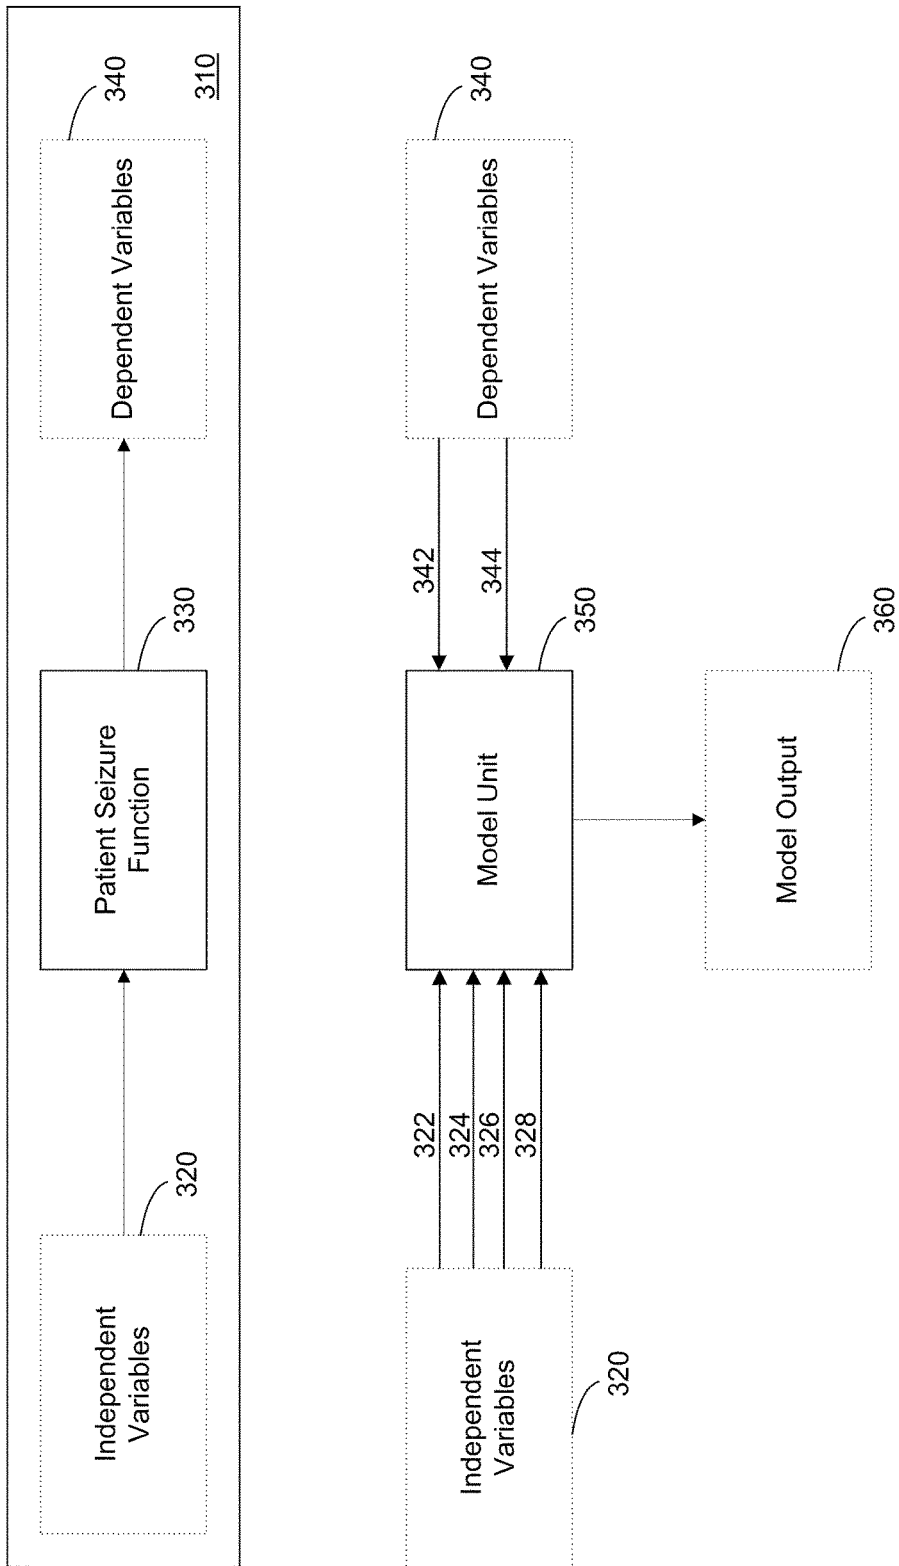 310
Independent
Variables
320
Patient Seizure
Function
330
Dependent Variables
340
Independent
Variables
320
322
324
326
328
Model Unit
350
342
344
Dependent Variables
340
Model Output
360